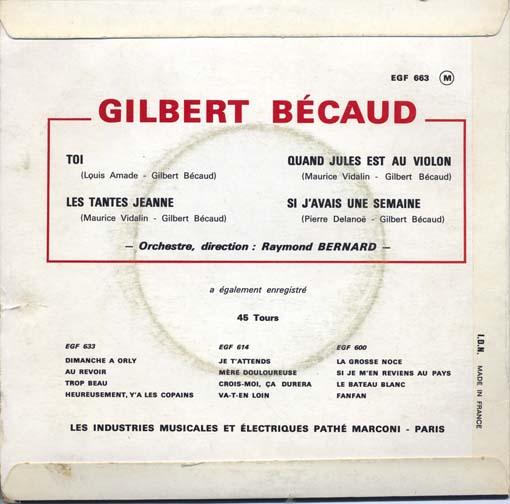 EGF 663 M
GILBERT BÉCAUD
TOI
(Louis Amade - Gilbert Bécaud)
QUAND JULES EST AU VIOLON
(Maurice Vidalin - Gilbert Bécaud)
LES TANTES JEANNE
(Maurice Vidalin - Gilbert Bécaud)
SI J'AVAIS UNE SEMAINE
(Pierre Delanoë - Gilbert Bécaud)
— Orchestre, direction : Raymond BERNARD —
a également enregistré
45 Tours
EGF 633
DIMANCHE A ORLY
AU REVOIR
TROP BEAU
HEUREUSEMENT, Y'A LES COPAINS
EGF 614
JE T'ATTENDS
MÈRE DOULOUREUSE
CROIS-MOI, ÇA DURERA
VA-T-EN LOIN
EGF 600
LA GROSSE NOCE
SI JE M'EN REVIENS AU PAYS
LE BATEAU BLANC
FANFAN
LES INDUSTRIES MUSICALES ET ÉLECTRIQUES PATHÉ MARCONI - PARIS
I.D.N. MADE IN FRANCE